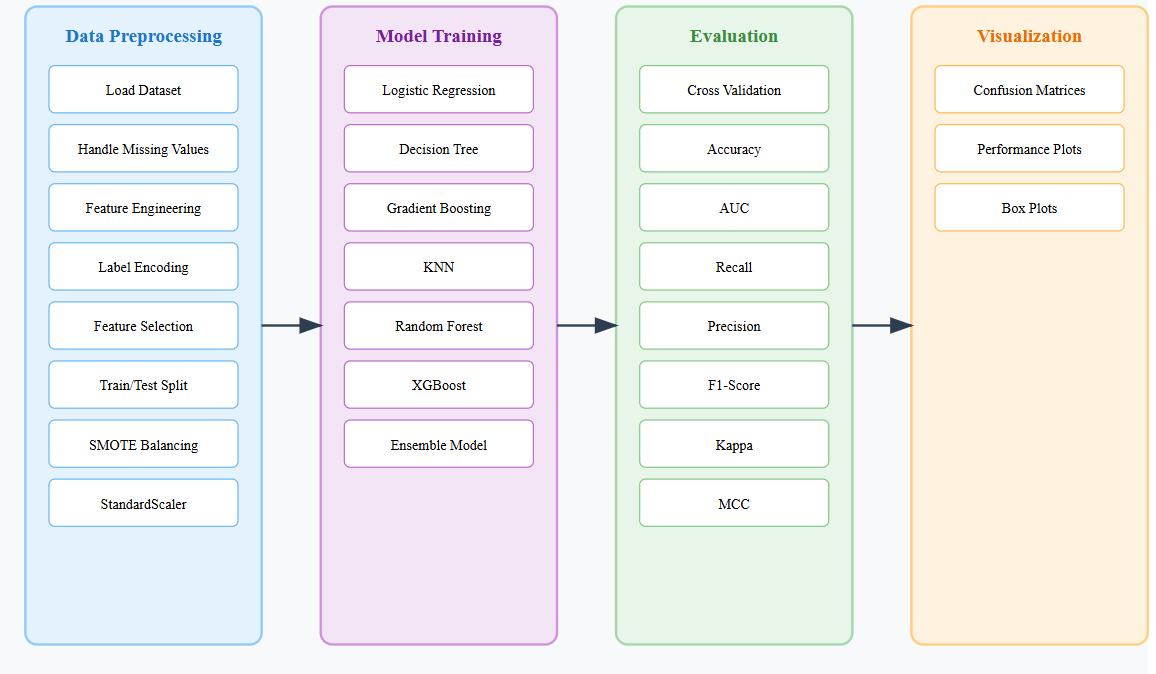 Data Preprocessing
Load Dataset
Handle Missing Values
Feature Engineering
Label Encoding
Feature Selection
Train/Test Split
SMOTE Balancing
StandardScaler
Model Training
Logistic Regression
Decision Tree
Gradient Boosting
KNN
Random Forest
XGBoost
Ensemble Model
Evaluation
Cross Validation
Accuracy
AUC
Recall
Precision
F1-Score
Kappa
MCC
Visualization
Confusion Matrices
Performance Plots
Box Plots